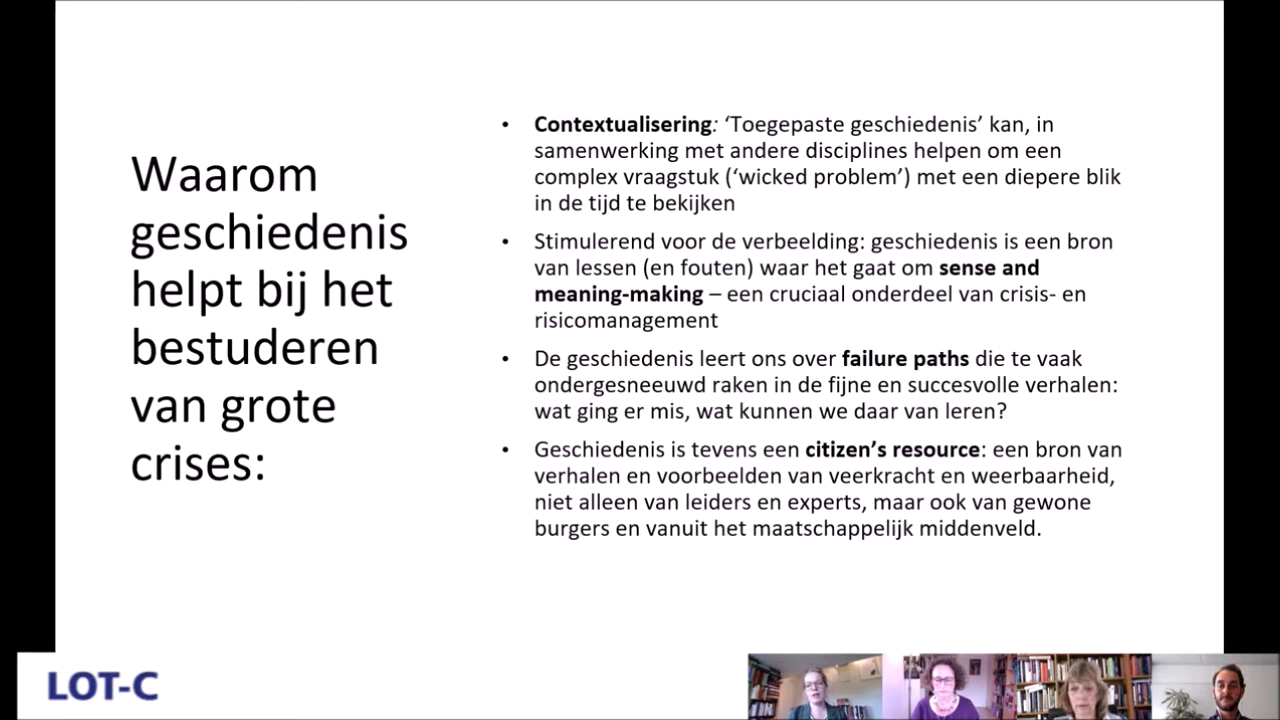 Waarom
geschiedenis
helpt bij het
bestuderen
van grote
crises:
• Contextualisering: ‘Toegepaste geschiedenis’ kan, in
samenwerking met andere disciplines helpen om een
complex vraagstuk (‘wicked problem’) met een diepere blik
in de tijd te bekijken
• Stimulerend voor de verbeelding: geschiedenis is een bron
van lessen (en fouten) waar het gaat om sense and
meaning-making – een cruciaal onderdeel van crisis- en
risicomanagement
• De geschiedenis leert ons over failure paths die te vaak
ondergesneeuwd raken in de fijne en succesvolle verhalen:
wat ging er mis, wat kunnen we daar van leren?
• Geschiedenis is tevens een citizen’s resource: een bron van
verhalen en voorbeelden van veerkracht en weerbaarheid,
niet alleen van leiders en experts, maar ook van gewone
burgers en vanuit het maatschappelijk middenveld.
LOT-C